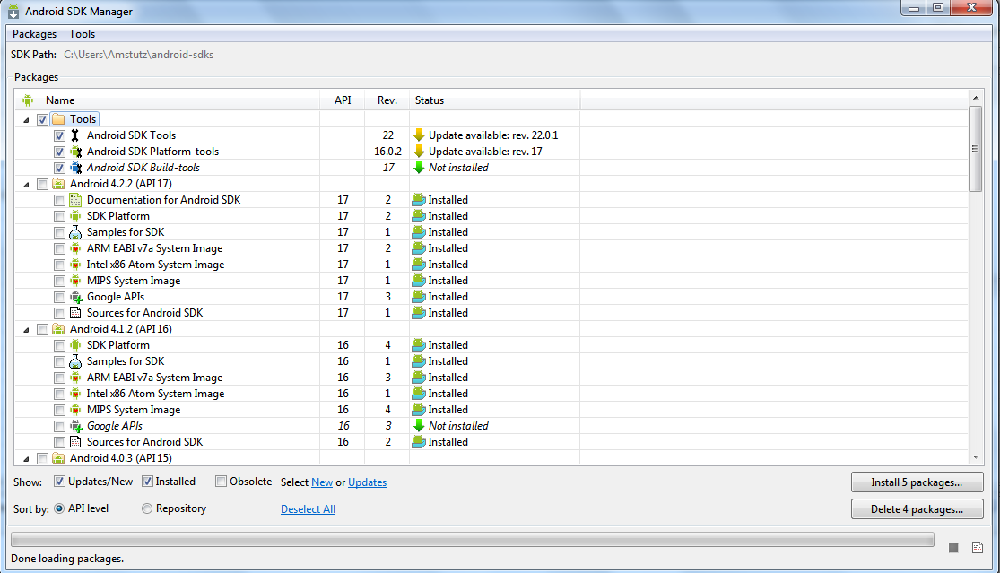 Android SDK Manager
Packages Tools
SDK Path: C:\Users\Amstutz\android-sdks
Packages
Name API Rev. Status
Tools
Android SDK Tools 22 Update available: rev. 22.0.1
Android SDK Platform-tools 16.0.2 Update available: rev. 17
Android SDK Build-tools 17 Not installed
Android 4.2.2 (API 17)
Documentation for Android SDK 17 2 Installed
SDK Platform 17 2 Installed
Samples for SDK 17 1 Installed
ARM EABI v7a System Image 17 2 Installed
Intel x86 Atom System Image 17 1 Installed
MIPS System Image 17 1 Installed
Google APIs 17 3 Installed
Sources for Android SDK 17 1 Installed
Android 4.1.2 (API 16)
SDK Platform 16 4 Installed
Samples for SDK 16 1 Installed
ARM EABI v7a System Image 16 3 Installed
Intel x86 Atom System Image 16 1 Installed
MIPS System Image 16 4 Installed
Google APIs 16 3 Not installed
Sources for Android SDK 16 2 Installed
Android 4.0.3 (API 15)
Show: Updates/New Installed Obsolete Select New or Updates Install 5 packages...
Sort by: API level Repository Deselect All Delete 4 packages...
Done loading packages.